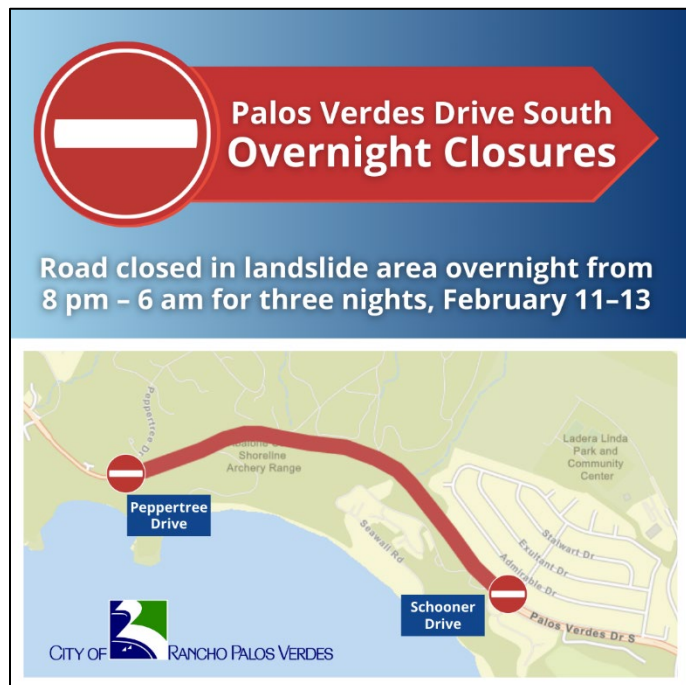 Palos Verdes Drive South
Overnight Closures
Road closed in landslide area overnight from
8 pm – 6 am for three nights, February 11–13
Peppertree Dr
Shoreline
Archery Range
Ladera Linda
Park and
Community
Center
Peppertree
Drive
Seawall Rd
Stalwart Dr
Exultant Dr
Admirable Dr
Schooner
Drive
Palos Verdes Dr S
CITY OF RANCHO PALOS VERDES